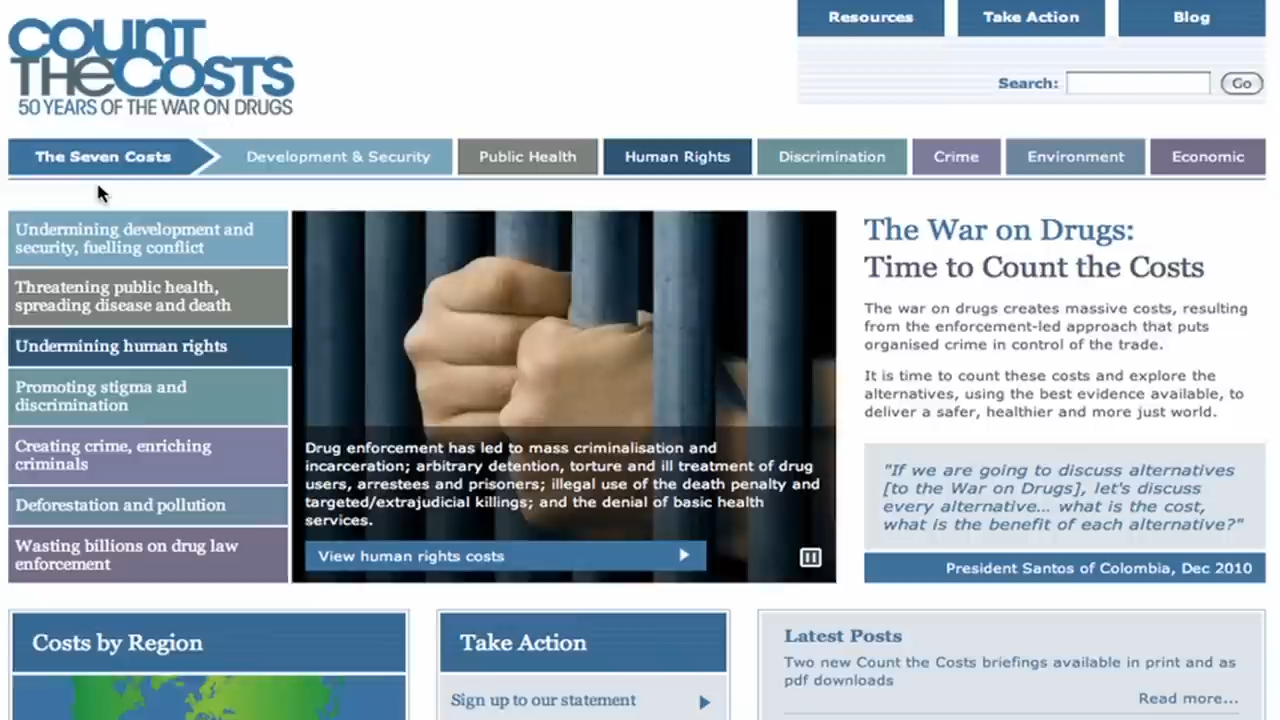 COUNT
THE COSTS
50 YEARS OF THE WAR ON DRUGS
Resources
Take Action
Blog
Search:
Go
The Seven Costs
Development & Security
Public Health
Human Rights
Discrimination
Crime
Environment
Economic
Undermining development and
security, fuelling conflict
Threatening public health,
spreading disease and death
Undermining human rights
Promoting stigma and
discrimination
Creating crime, enriching
criminals
Deforestation and pollution
Wasting billions on drug law
enforcement
Drug enforcement has led to mass criminalisation and
incarceration; arbitrary detention, torture and ill treatment of drug
users, arrestees and prisoners; illegal use of the death penalty and
targeted/extrajudicial killings; and the denial of basic health
services.
View human rights costs
The War on Drugs:
Time to Count the Costs
The war on drugs creates massive costs, resulting
from the enforcement-led approach that puts
organised crime in control of the trade.
It is time to count these costs and explore the
alternatives, using the best evidence available, to
deliver a safer, healthier and more just world.
"If we are going to discuss alternatives
[to the War on Drugs], let's discuss
every alternative... what is the cost,
what is the benefit of each alternative?"
President Santos of Colombia, Dec 2010
Costs by Region
Take Action
Sign up to our statement
Latest Posts
Two new Count the Costs briefings available in print and as
pdf downloads
Read more...